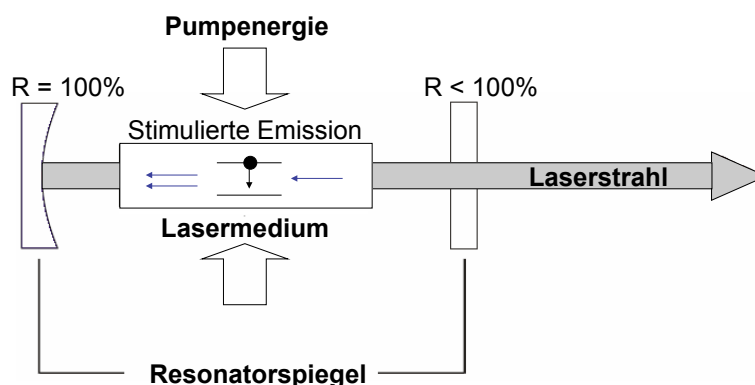 Pumpenergie
R = 100%
R < 100%
Stimulierte Emission
Laserstrahl
Lasermedium
Resonatorspiegel